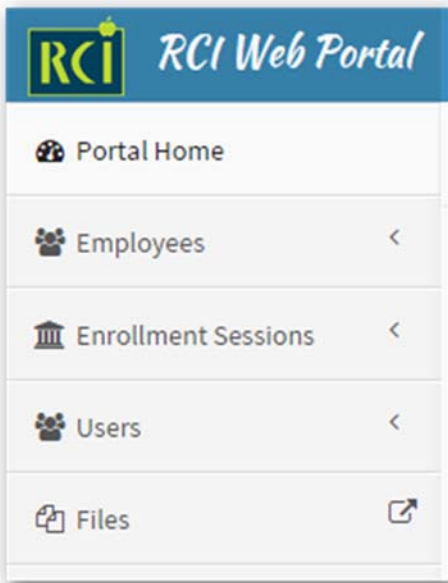 RCI RCI Web Portal
Portal Home
Employees
Enrollment Sessions
Users
Files